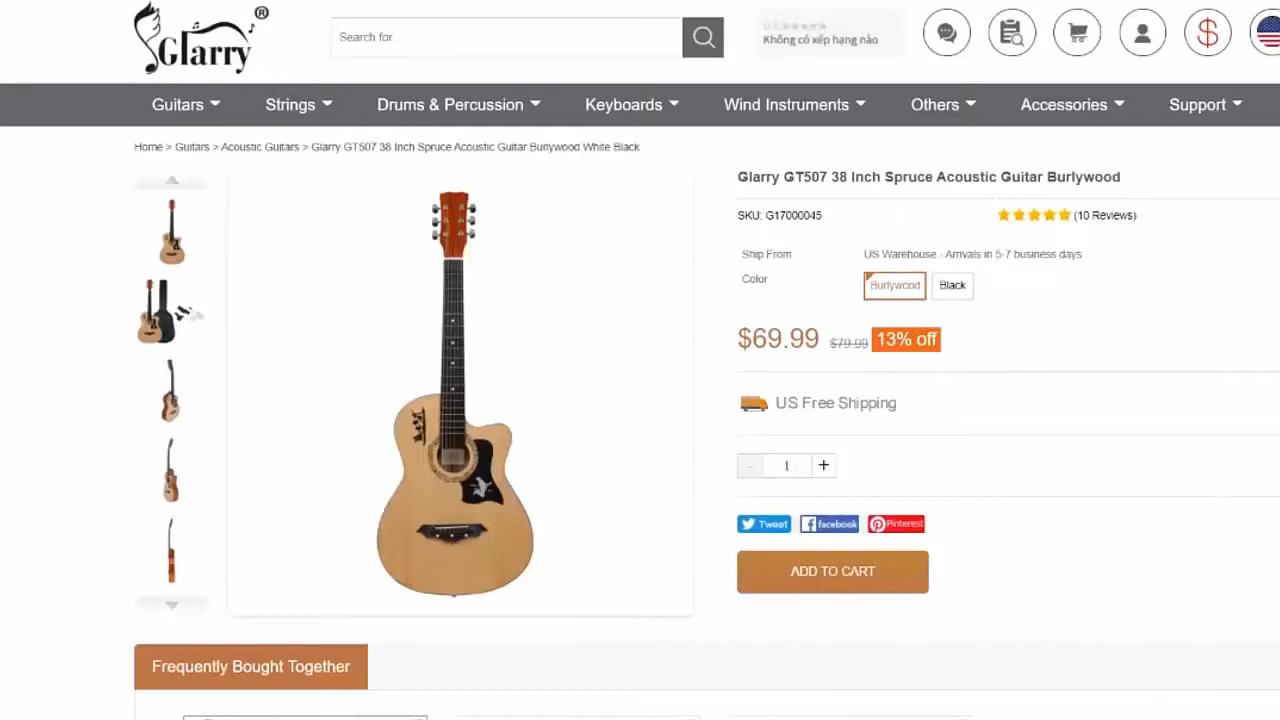 Glarry ®
Search for
Không có xếp hạng nào
Guitars Strings Drums & Percussion Keyboards Wind Instruments Others Accessories Support
Home > Guitars > Acoustic Guitars > Glarry GT507 38 Inch Spruce Acoustic Guitar Burlywood White Black
Glarry GT507 38 Inch Spruce Acoustic Guitar Burlywood
SKU: G17000045 (10 Reviews)
Ship From US Warehouse - Arrivals in 5-7 business days
Color Burlywood Black
$69.99 $79.99 13% off
US Free Shipping
- 1 +
Tweet facebook Pinterest
ADD TO CART
Frequently Bought Together